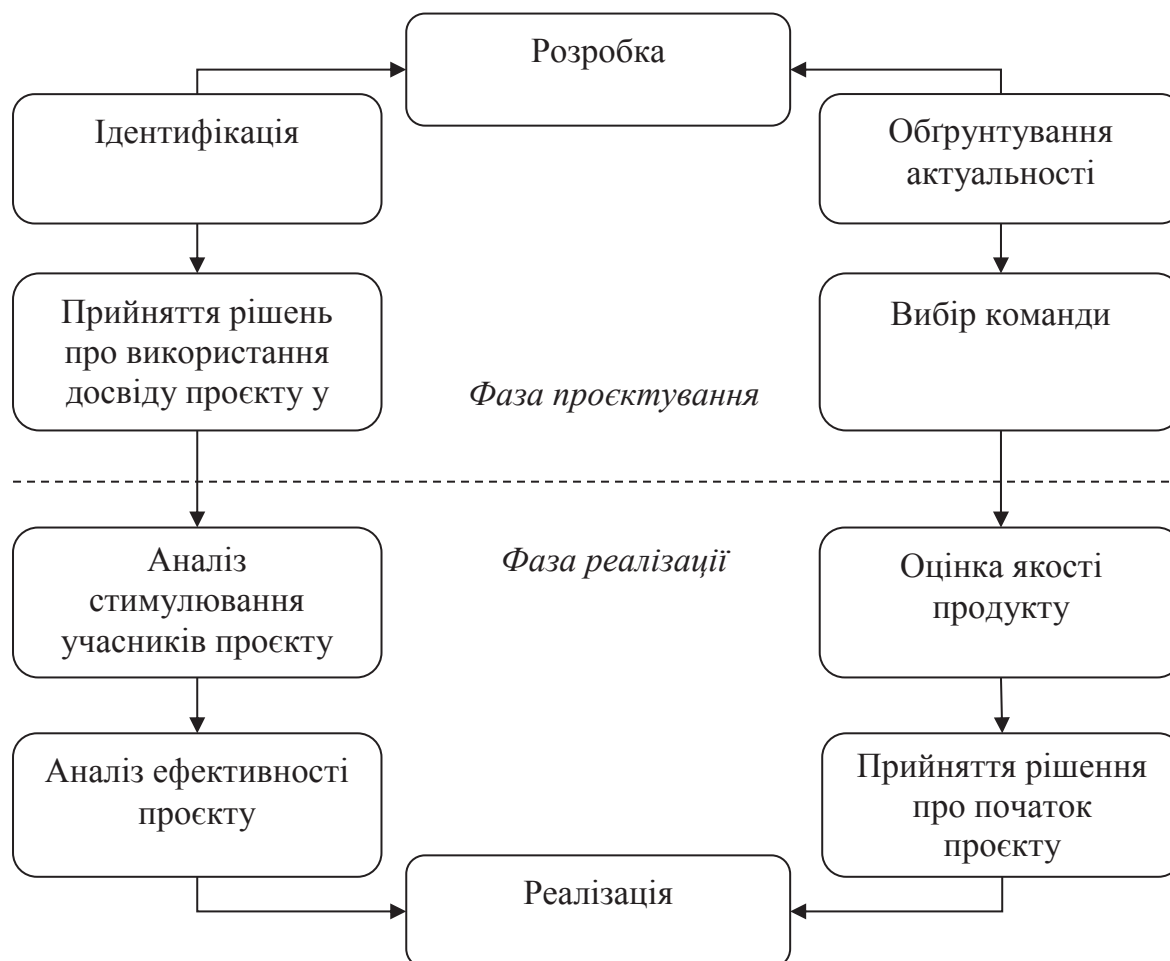 Розробка
Ідентифікація
Обґрунтування
актуальності
Прийняття рішень
про використання
досвіду проєкту у
Вибір команди
Фаза проєктування
Аналіз
стимулювання
учасників проєкту
Фаза реалізації
Оцінка якості
продукту
Аналіз ефективності
проєкту
Прийняття рішення
про початок
проєкту
Реалізація